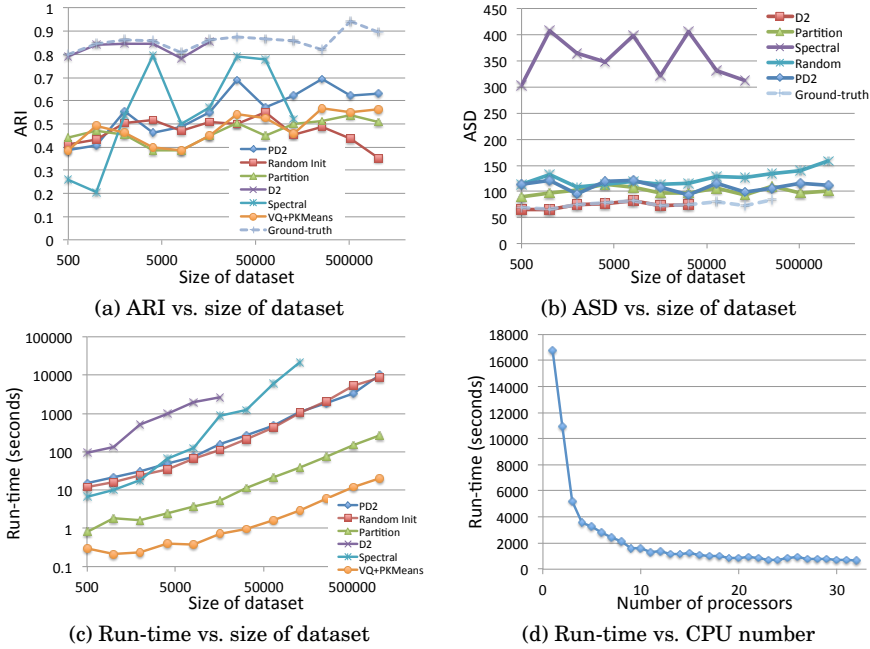 1
0.9
0.8
0.7
0.6
0.5
0.4
0.3
0.2
0.1
0
ARI
500
5000
50000
500000
Size of dataset
PD2
Random Init
Partition
D2
Spectral
VQ+PKMeans
Ground-truth
(a) ARI vs. size of dataset
450
400
350
300
250
200
150
100
50
0
ASD
500
5000
50000
500000
Size of dataset
D2
Partition
Spectral
Random
PD2
Ground-truth
(b) ASD vs. size of dataset
100000
10000
1000
100
10
1
0.1
Run-time (seconds)
500
5000
50000
500000
Size of dataset
PD2
Random Init
Partition
D2
Spectral
VQ+PKMeans
(c) Run-time vs. size of dataset
18000
16000
14000
12000
10000
8000
6000
4000
2000
0
Run-time (seconds)
0
10
20
30
Number of processors
(d) Run-time vs. CPU number